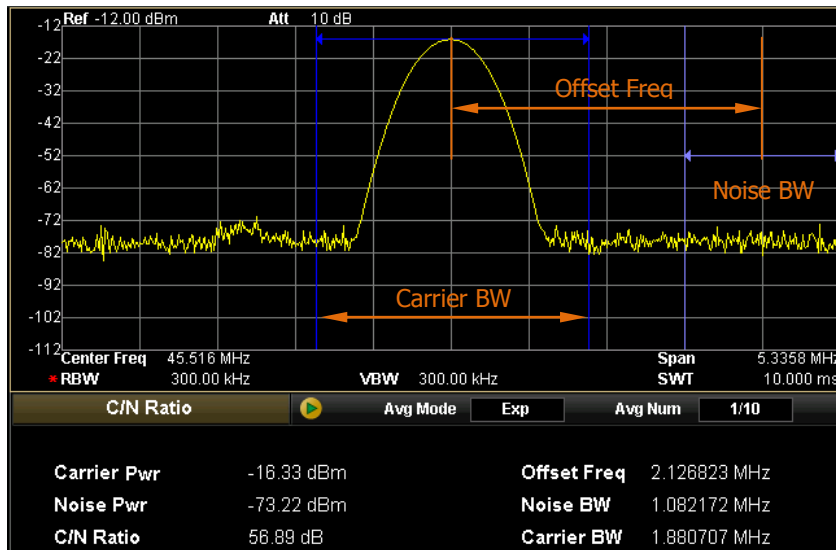 Ref -12.00 dBm Att 10 dB
-12
-22
-32
-42
-52
-62
-72
-82
-92
-102
-112
Offset Freq
Noise BW
Carrier BW
Center Freq 45.516 MHz Span 5.3358 MHz
*RBW 300.00 kHz VBW 300.00 kHz SWT 10.000 ms
C/N Ratio Avg Mode Exp Avg Num 1/10
Carrier Pwr -16.33 dBm Offset Freq 2.126823 MHz
Noise Pwr -73.22 dBm Noise BW 1.082172 MHz
C/N Ratio 56.89 dB Carrier BW 1.880707 MHz